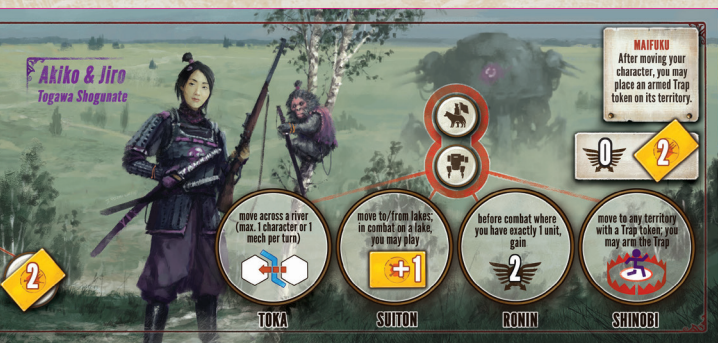 Akiko & Jiro
Togawa Shogunate
MAIFUKU
After moving your
character, you may
place an armed Trap
token on its territory.
0
2
move across a river
(max. 1 character or 1
mech per turn)
move to/from lakes;
in combat on a lake,
you may play
+1
before combat where
you have exactly 1 unit,
gain
2
move to any territory
with a Trap token; you
may arm the Trap
2
TOKA
SUITON
RONIN
SHINOBI